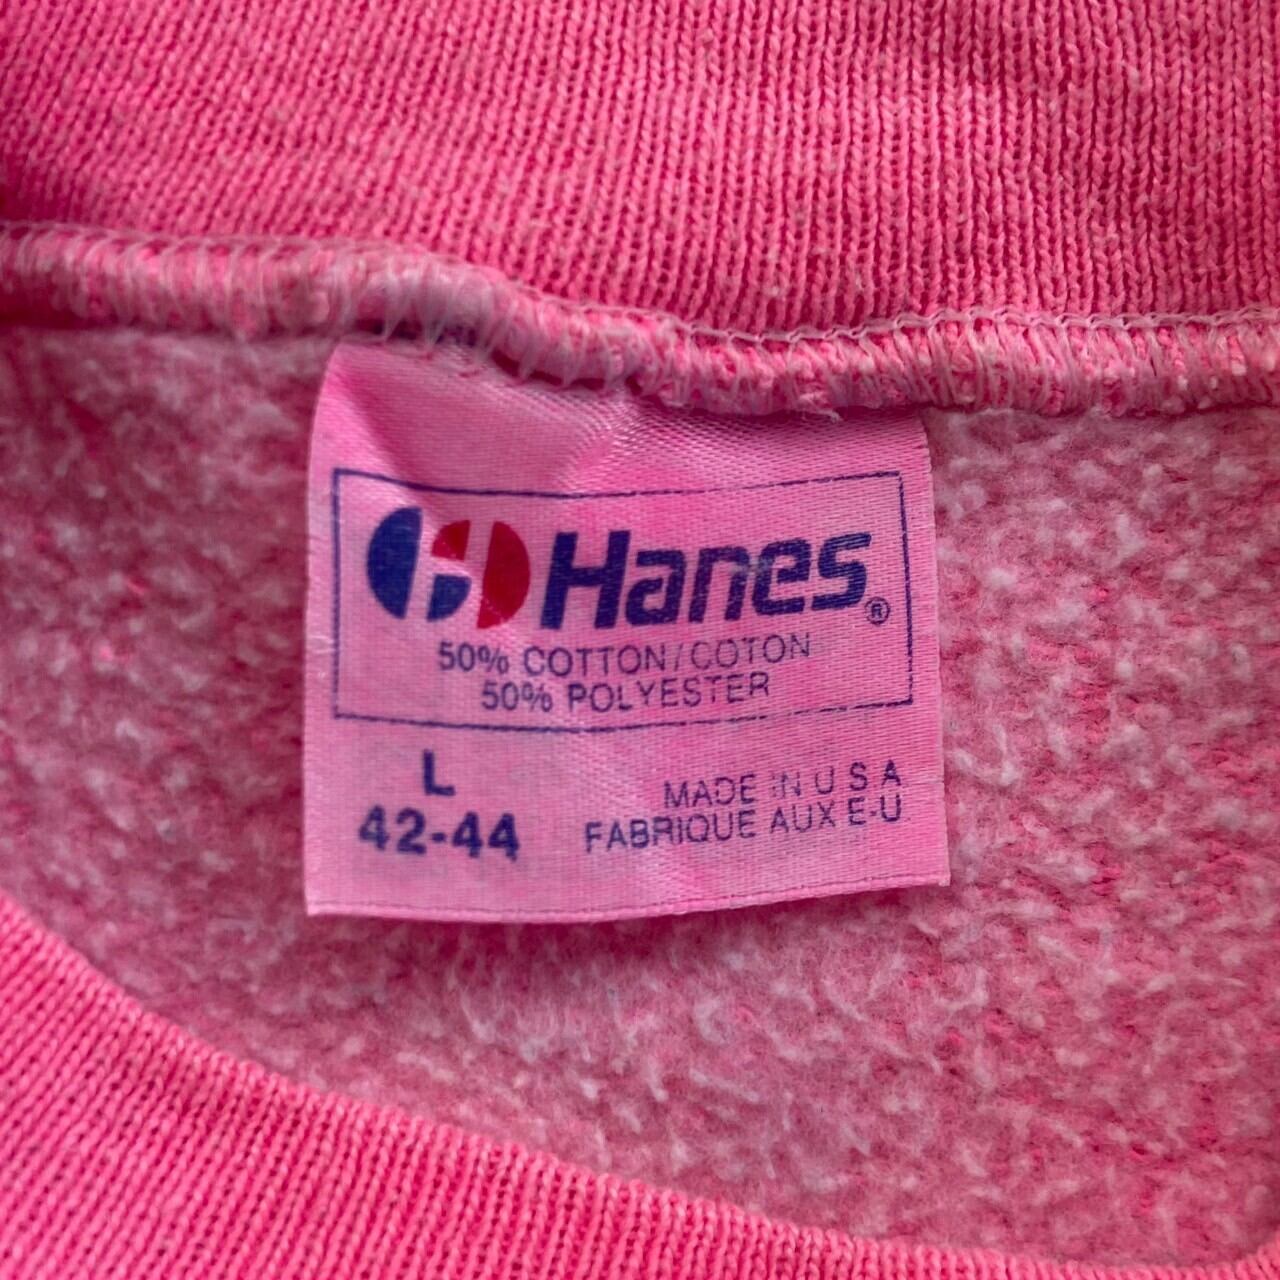 H Hanes®
50% COTTON/COTON
50% POLYESTER
L
42-44
MADE IN U S A
FABRIQUE AUX E-U